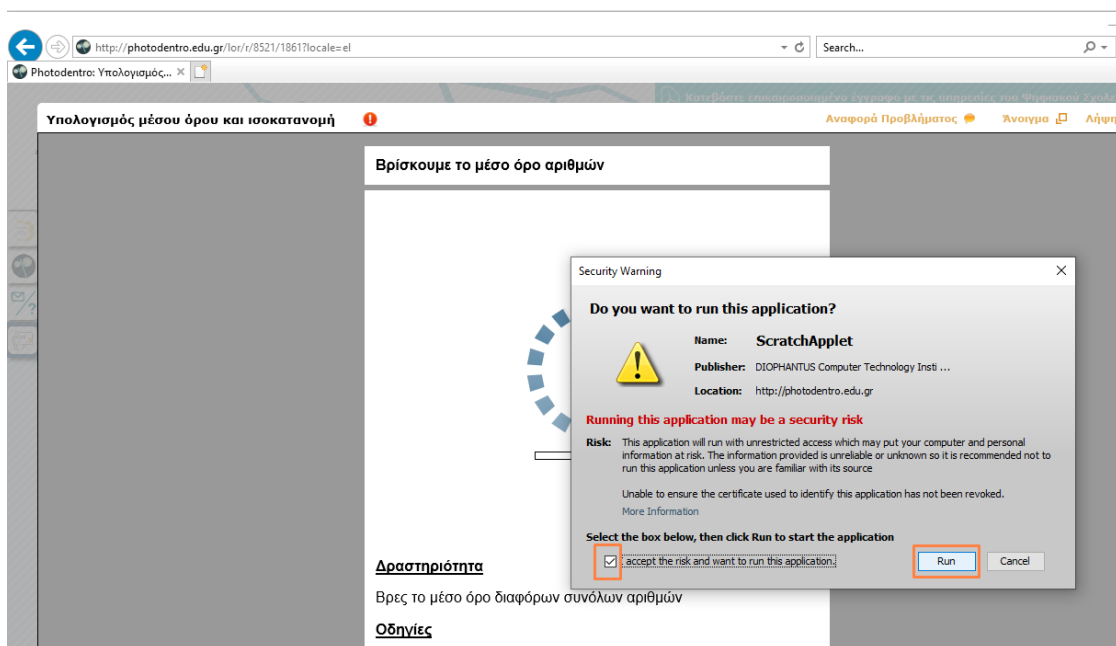 http://photodentro.edu.gr/lor/r/8521/1861?locale=el
Search...
Photodentro: Υπολογισμός...
Κατεβάστε επικαιροποιημένο έγγραφο με τις υπηρεσίες του Ψηφιακού Σχολε
Υπολογισμός μέσου όρου και ισοκατανομή
Αναφορά Προβλήματος
Άνοιγμα
Λήψη
Βρίσκουμε το μέσο όρο αριθμών
Security Warning
Do you want to run this application?
Name: ScratchApplet
Publisher: DIOPHANTUS Computer Technology Insti ...
Location: http://photodentro.edu.gr
Running this application may be a security risk
Risk: This application will run with unrestricted access which may put your computer and personal
information at risk. The information provided is unreliable or unknown so it is recommended not to
run this application unless you are familiar with its source
Unable to ensure the certificate used to identify this application has not been revoked.
More Information
Select the box below, then click Run to start the application
I accept the risk and want to run this application.
Run
Cancel
Δραστηριότητα
Βρες το μέσο όρο διαφόρων συνόλων αριθμών
Οδηγίες